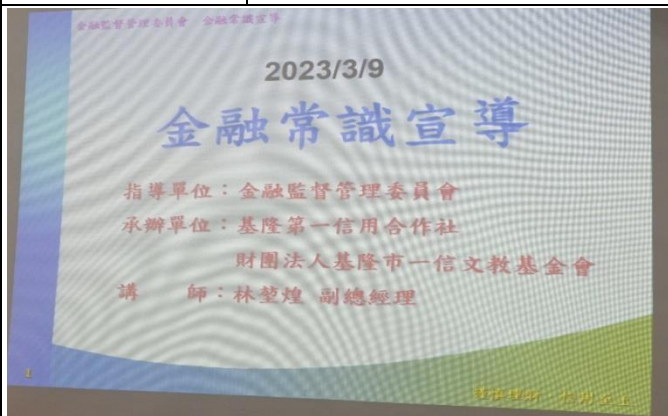 金融監督管理委員會 金融常識宣導
2023/3/9
金融常識宣導
指導單位：金融監督管理委員會
承辦單位：基隆第一信用合作社
財團法人基隆市一信文教基金會
講 師：林堃煌 副總經理
1